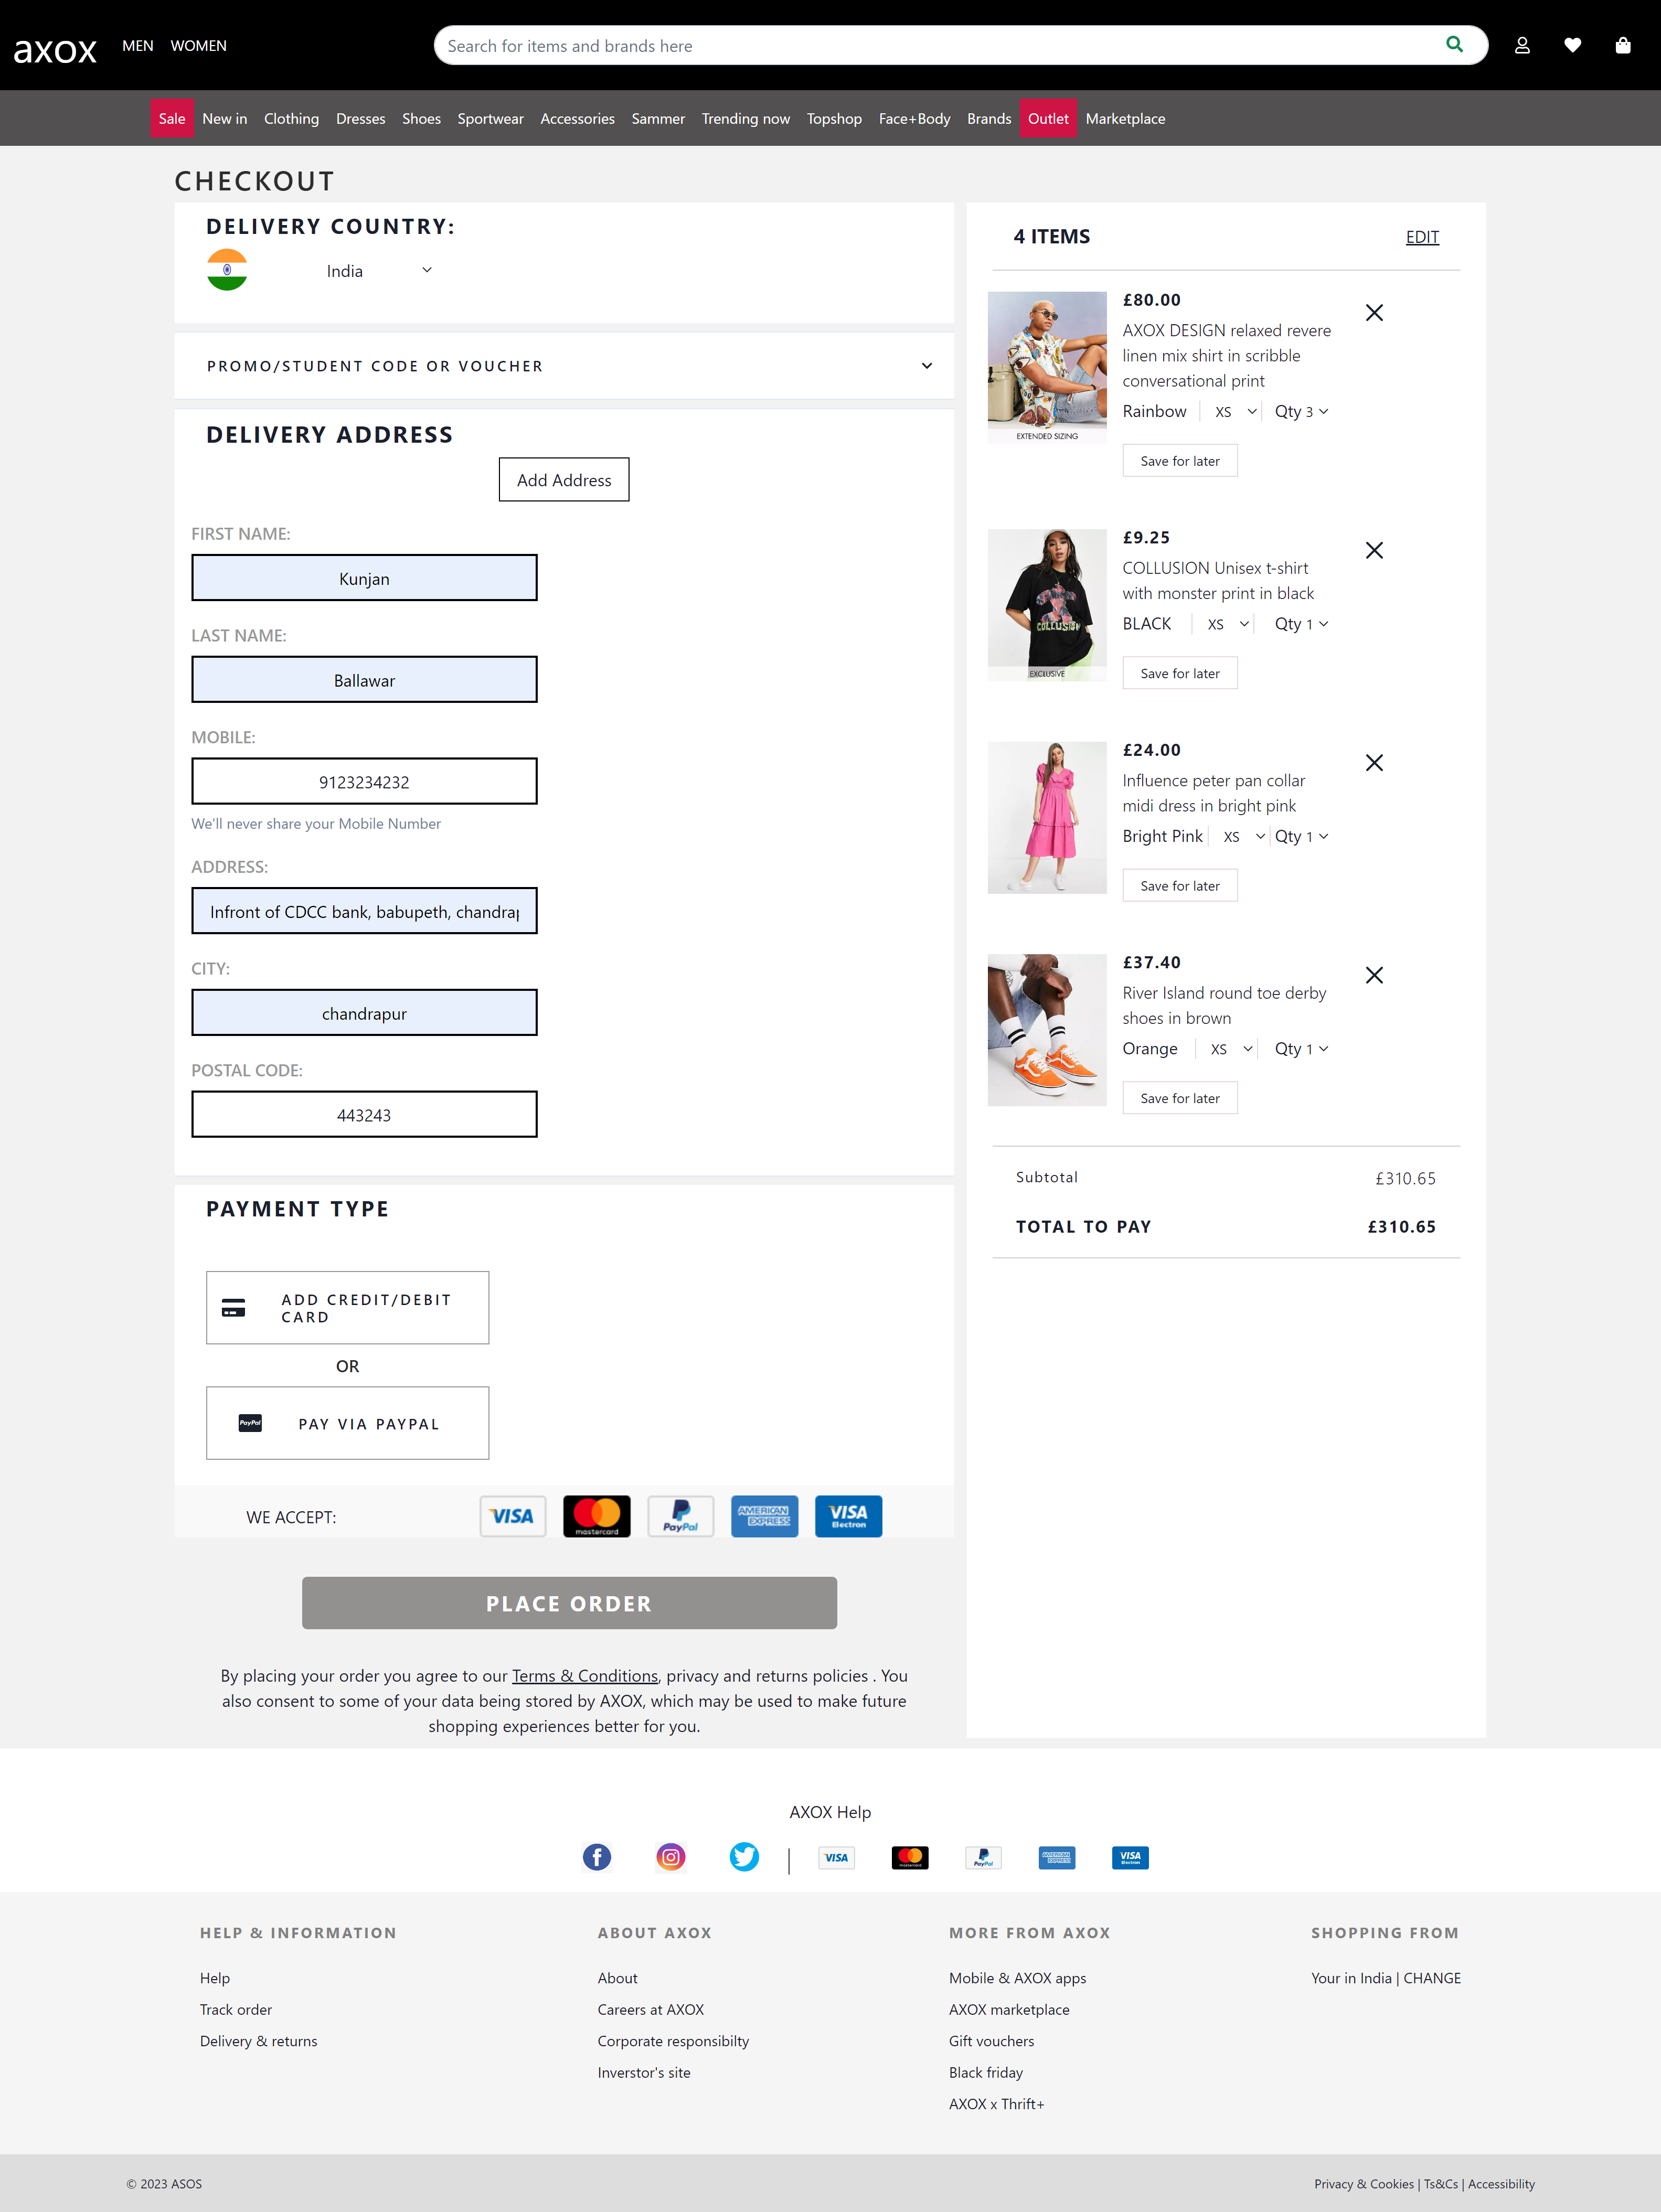 axox MEN WOMEN Search for items and brands here
Sale New in Clothing Dresses Shoes Sportwear Accessories Sammer Trending now Topshop Face+Body Brands Outlet Marketplace
CHECKOUT
DELIVERY COUNTRY:
India
PROMO/STUDENT CODE OR VOUCHER
DELIVERY ADDRESS
Add Address
FIRST NAME:
Kunjan
LAST NAME:
Ballawar
MOBILE:
9123234232
We'll never share your Mobile Number
ADDRESS:
Infront of CDCC bank, babupeth, chandrap
CITY:
chandrapur
POSTAL CODE:
443243
PAYMENT TYPE
ADD CREDIT/DEBIT
CARD
OR
PayPal PAY VIA PAYPAL
WE ACCEPT: VISA mastercard PayPal AMERICAN EXPRESS VISA Electron
PLACE ORDER
By placing your order you agree to our Terms & Conditions, privacy and returns policies . You
also consent to some of your data being stored by AXOX, which may be used to make future
shopping experiences better for you.
4 ITEMS EDIT
£80.00
AXOX DESIGN relaxed revere
linen mix shirt in scribble
conversational print
Rainbow XS Qty 3
EXTENDED SIZING
Save for later
£9.25
COLLUSION Unisex t-shirt
with monster print in black
BLACK XS Qty 1
COLLUSION
EXCLUSIVE
Save for later
£24.00
Influence peter pan collar
midi dress in bright pink
Bright Pink XS Qty 1
Save for later
£37.40
River Island round toe derby
shoes in brown
Orange XS Qty 1
Save for later
Subtotal £310.65
TOTAL TO PAY £310.65
AXOX Help
VISA mastercard PayPal AMERICAN EXPRESS VISA Electron
HELP & INFORMATION
Help
Track order
Delivery & returns
ABOUT AXOX
About
Careers at AXOX
Corporate responsibilty
Inverstor's site
MORE FROM AXOX
Mobile & AXOX apps
AXOX marketplace
Gift vouchers
Black friday
AXOX x Thrift+
SHOPPING FROM
Your in India | CHANGE
© 2023 ASOS Privacy & Cookies | Ts&Cs | Accessibility